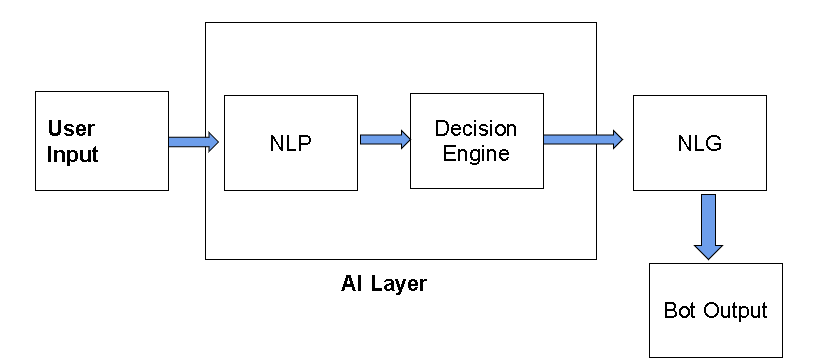 User
Input
NLP
Decision
Engine
NLG
AI Layer
Bot Output